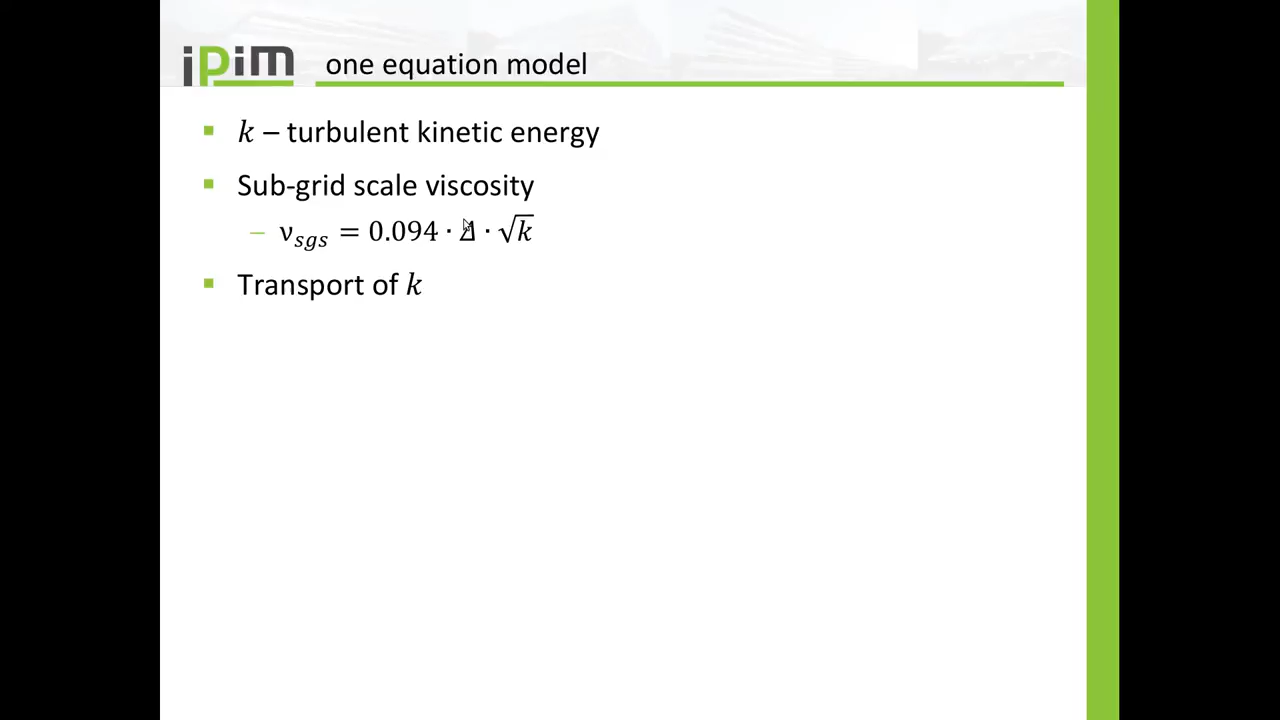 ipim
one equation model
k – turbulent kinetic energy
Sub-grid scale viscosity
– ν_sgs = 0.094 · Δ · √k
Transport of k